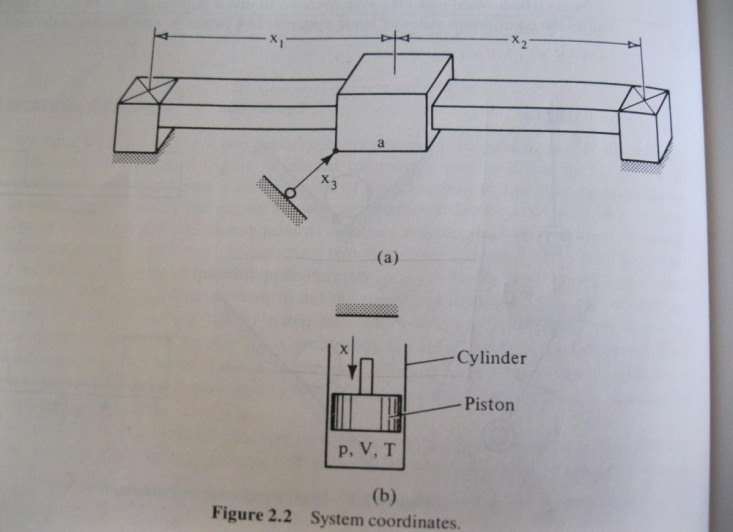 x₁ x₂
a
x₃
(a)
x
Cylinder
Piston
p, V, T
(b)
Figure 2.2 System coordinates.